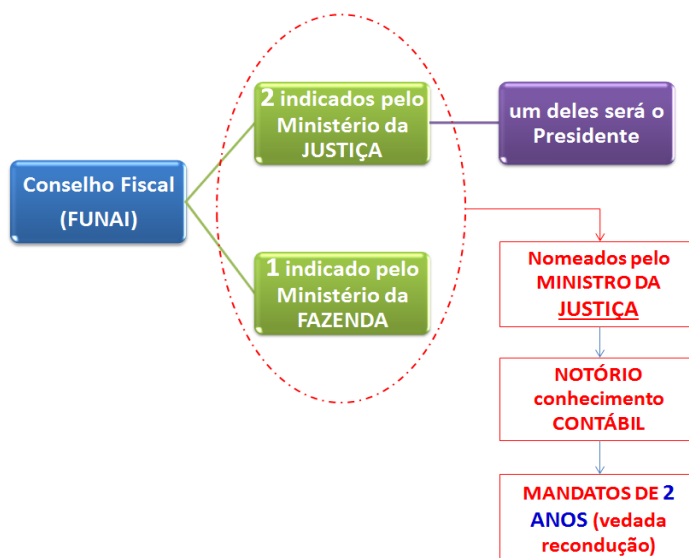 Conselho Fiscal
(FUNAI)
2 indicados pelo
Ministério da
JUSTIÇA
um deles será o
Presidente
1 indicado pelo
Ministério da
FAZENDA
Nomeados pelo
MINISTRO DA
JUSTIÇA
NOTÓRIO
conhecimento
CONTÁBIL
MANDATOS DE 2
ANOS (vedada
recondução)